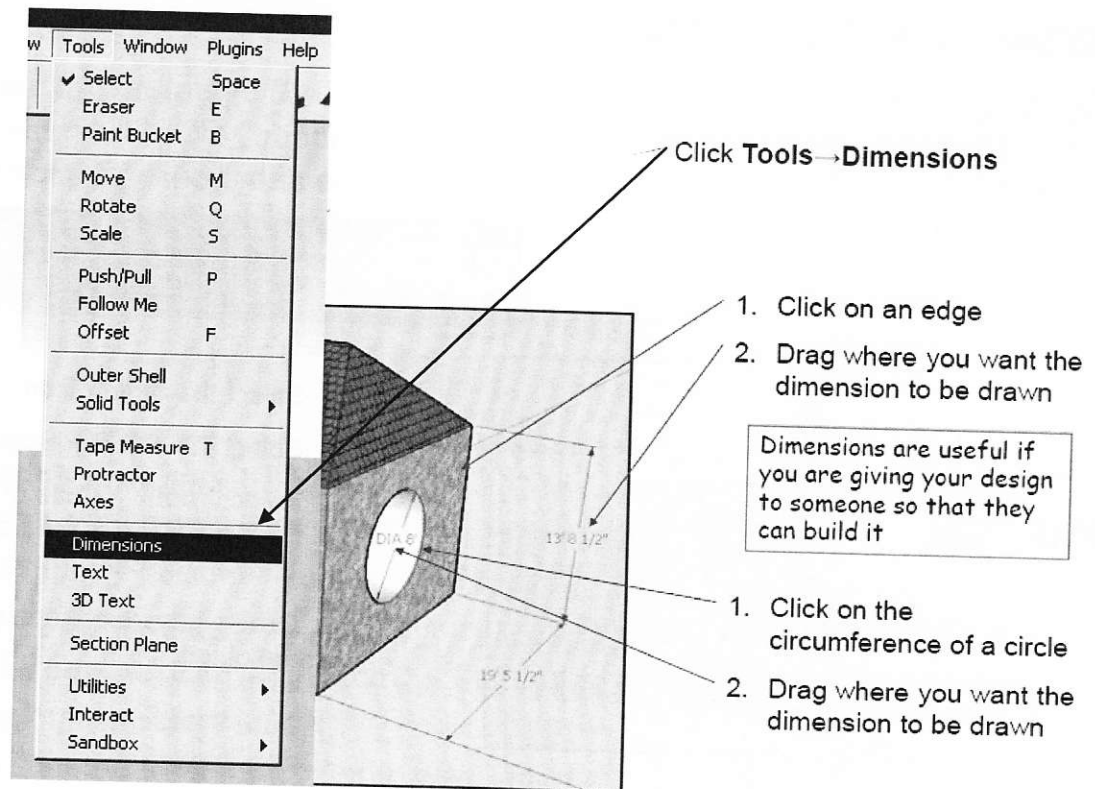 w Tools Window Plugins Help
✔ Select Space
Eraser E
Paint Bucket B
Move M
Rotate Q
Scale S
Push/Pull P
Follow Me
Offset F
Outer Shell
Solid Tools
Tape Measure T
Protractor
Axes
Dimensions
Text
3D Text
Section Plane
Utilities
Interact
Sandbox
Click Tools→Dimensions
1. Click on an edge
2. Drag where you want the
dimension to be drawn
Dimensions are useful if
you are giving your design
to someone so that they
can build it
DIA 8'
13' 8 1/2"
19' 5 1/2"
1. Click on the
circumference of a circle
2. Drag where you want the
dimension to be drawn